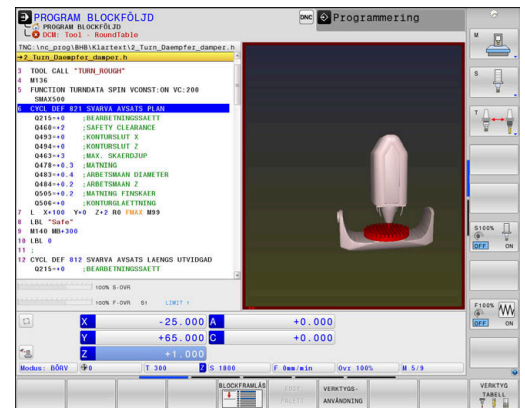 PROGRAM BLOCKFÖLJD
PROGRAM BLOCKFÖLJD
DCM: Tool - RoundTable
DNC
Programmering
TNC:\nc_prog\BHB\Klartext\2_Turn_Daempfer_damper.h
→2_Turn_Daempfer_damper.h
3 TOOL CALL "TURN_ROUGH"
4 M136
5 FUNCTION TURNDATA SPIN VCONST:ON VC:200
SMAX500
6 CYCL DEF 821 SVARVA AVSATS PLAN
Q215=+0 ;BEARBETNINGSSAETT
Q460=+2 ;SAFETY CLEARANCE
Q493=+0 ;KONTURSLUT X
Q494=+0 ;KONTURSLUT Z
Q463=+3 ;MAX. SKAERDJUP
Q478=+0.3 ;MATNING
Q483=+0.4 ;ARBETSMAAN DIAMETER
Q484=+0.2 ;ARBETSMAAN Z
Q505=+0.2 ;MATNING FINSKAER
Q506=+0 ;KONTURGLAETTNING
7 L X+100 Y+0 Z+2 R0 FMAX M99
8 LBL "Safe"
9 M140 MB+300
10 LBL 0
11 ;
12 CYCL DEF 812 SVARVA AVSATS LAENGS UTVIDGAD
Q215=+0 ;BEARBETNINGSSAETT
100% S-OVR
100% F-OVR S1 LIMIT 1
X -25.000 A +0.000
Y +65.000 C +0.000
Z +1.000
Modus: BÖRV 0 T 300 Z S 1800 F 0mm/min Ovr 100% M 5/9
M
S
T
S100%
OFF ON
F100%
OFF ON
BLOCKFRAMLÄS
EDIT
PALETT
VERKTYGS-
ANVÄNDNING
VERKTYG
TABELL